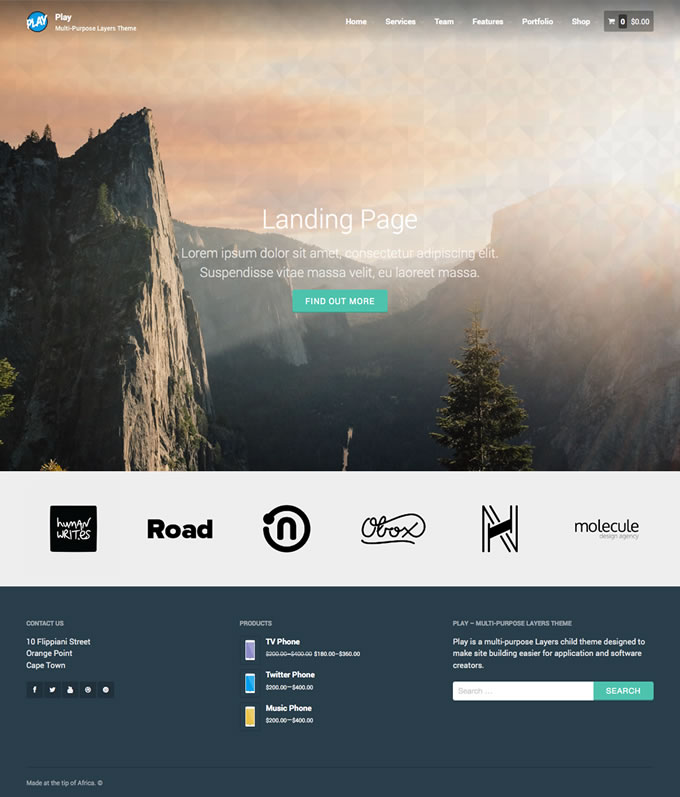 PLAY
Play
Multi-Purpose Layers Theme
Home
Services
Team
Features
Portfolio
Shop
0 $0.00
Landing Page
Lorem ipsum dolor sit amet, consectetur adipiscing elit.
Suspendisse vitae massa velit, eu laoreet massa.
FIND OUT MORE
human
writ.es
Road
n
Obox
N
molecule
design agency
CONTACT US
10 Flippiani Street
Orange Point
Cape Town
PRODUCTS
TV Phone
$200.00–$400.00 $180.00–$360.00
Twitter Phone
$200.00–$400.00
Music Phone
$200.00–$400.00
PLAY – MULTI-PURPOSE LAYERS THEME
Play is a multi-purpose Layers child theme designed to
make site building easier for application and software
creators.
Search ...
SEARCH
Made at the tip of Africa. ©